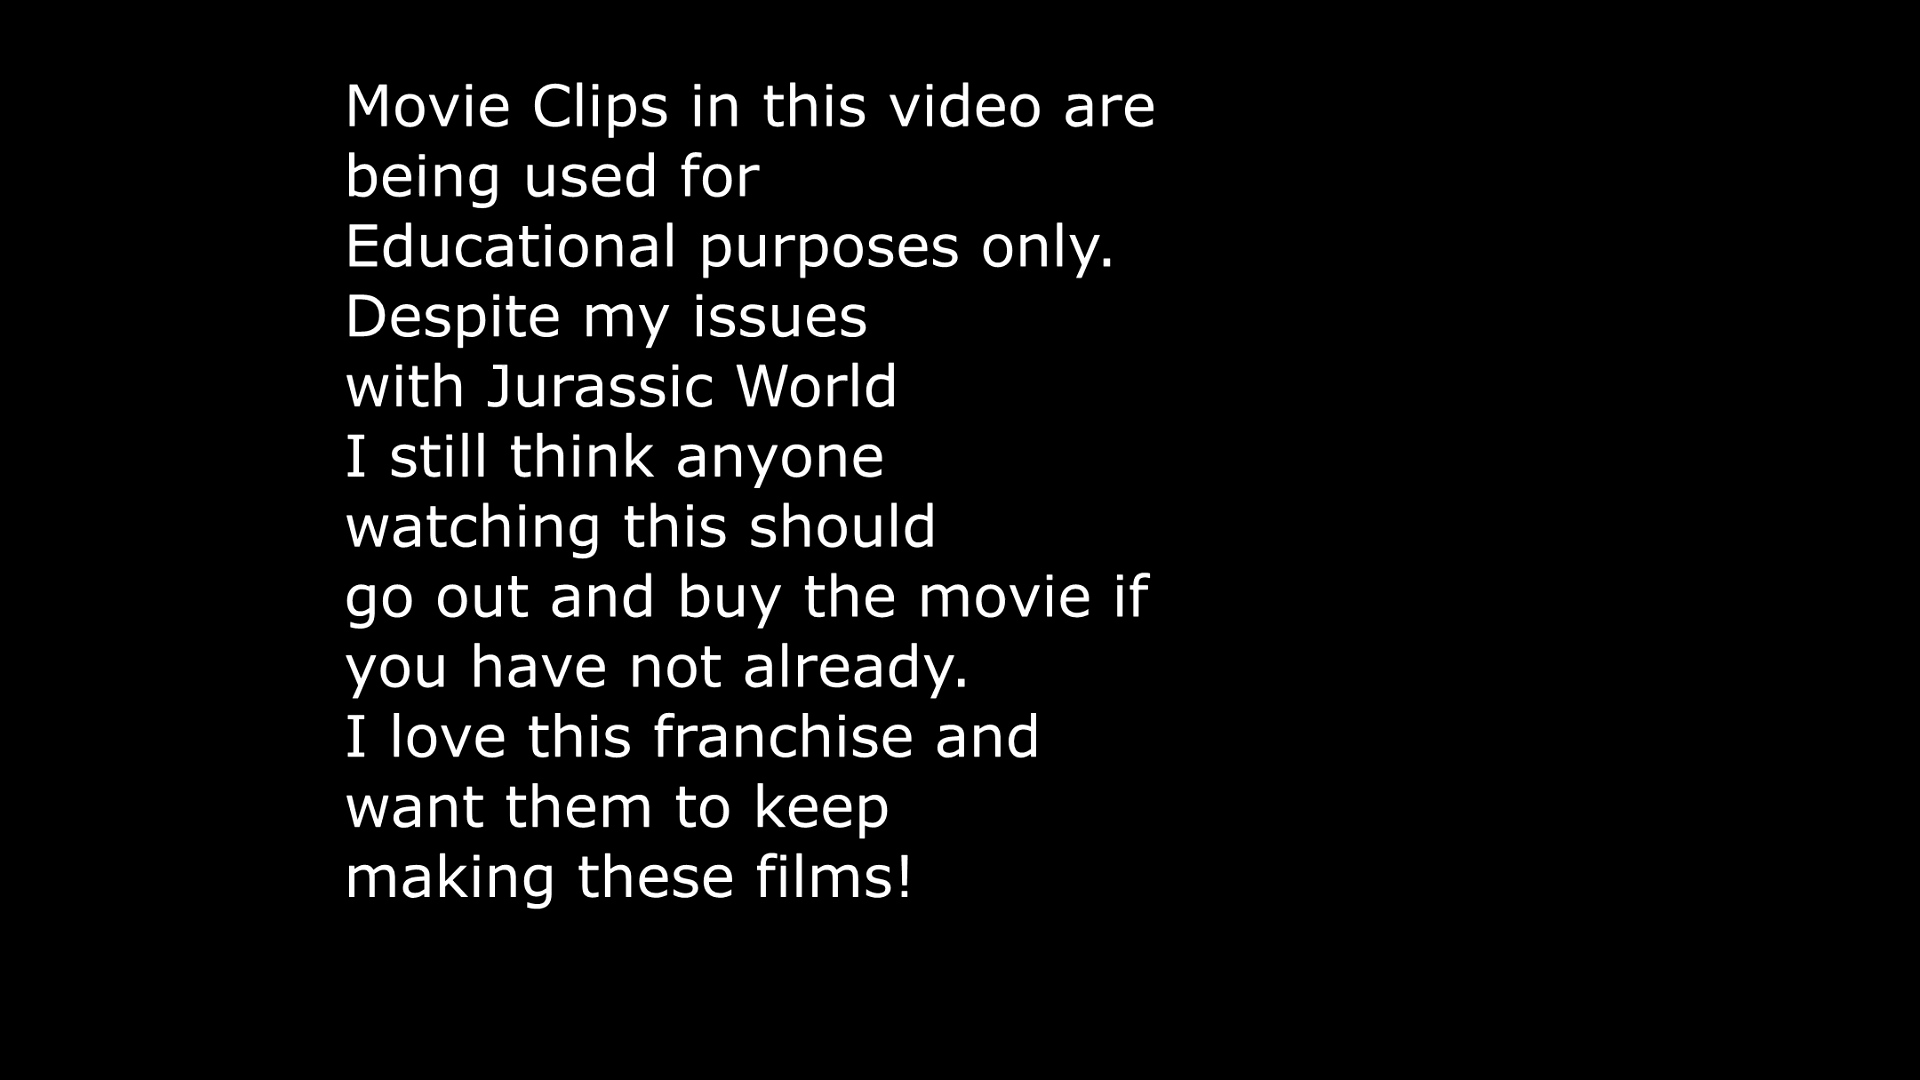 Movie Clips in this video are
being used for
Educational purposes only.
Despite my issues
with Jurassic World
I still think anyone
watching this should
go out and buy the movie if
you have not already.
I love this franchise and
want them to keep
making these films!